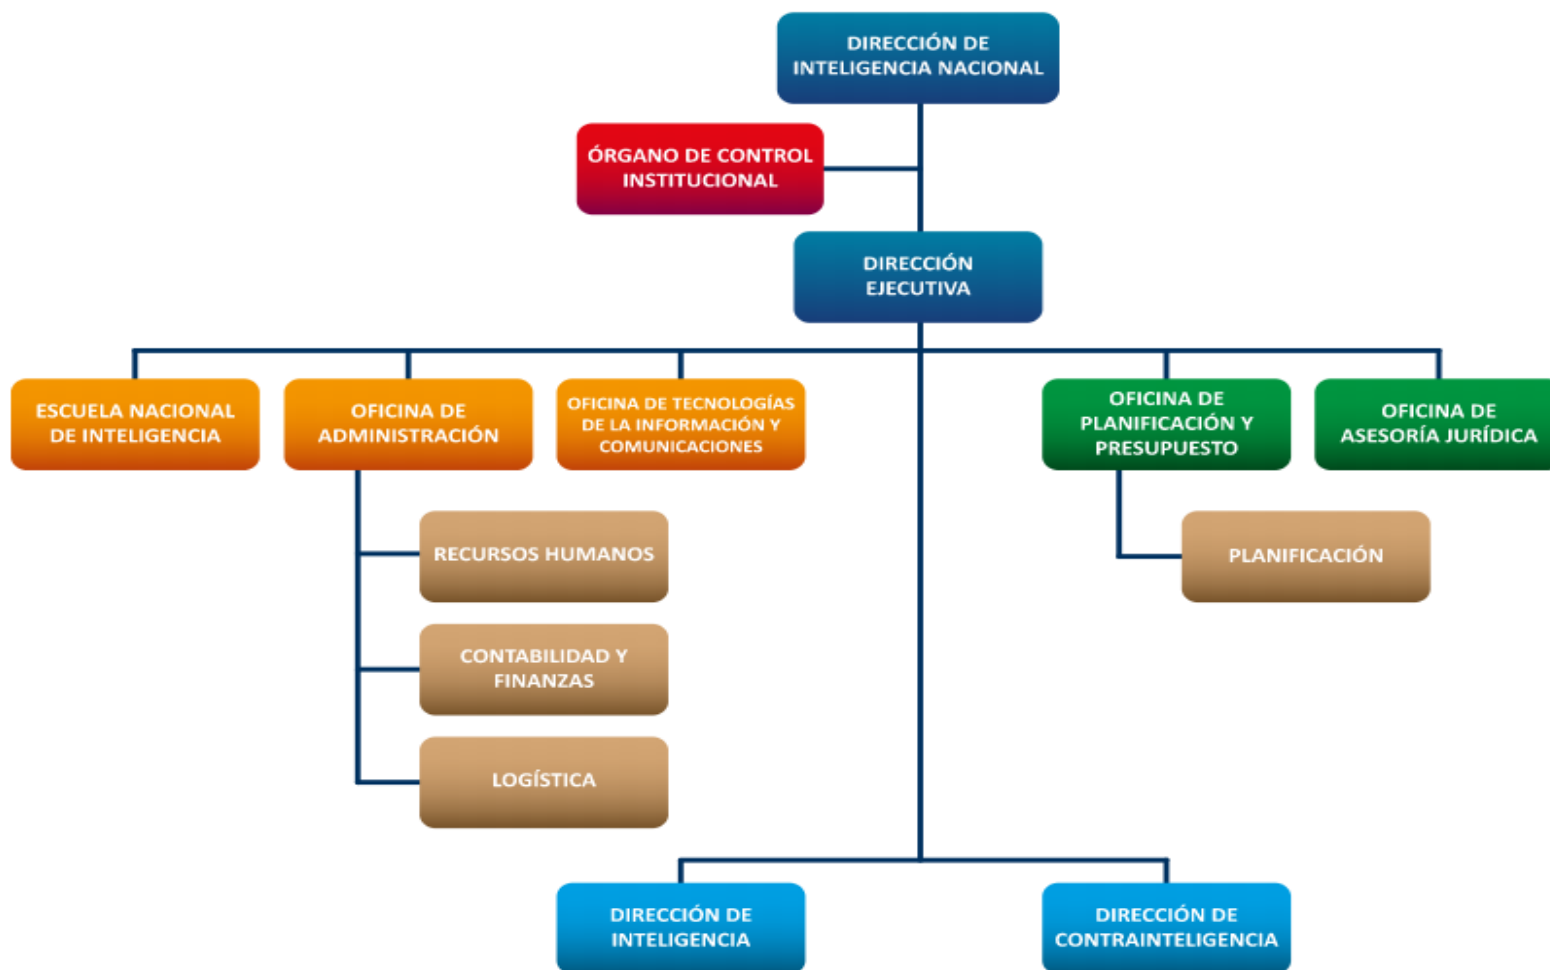 DIRECCIÓN DE
INTELIGENCIA NACIONAL
ÓRGANO DE CONTROL
INSTITUCIONAL
DIRECCIÓN
EJECUTIVA
ESCUELA NACIONAL
DE INTELIGENCIA
OFICINA DE
ADMINISTRACIÓN
OFICINA DE TECNOLOGÍAS
DE LA INFORMACIÓN Y
COMUNICACIONES
OFICINA DE
PLANIFICACIÓN Y
PRESUPUESTO
OFICINA DE
ASESORÍA JURÍDICA
RECURSOS HUMANOS
CONTABILIDAD Y
FINANZAS
LOGÍSTICA
PLANIFICACIÓN
DIRECCIÓN DE
INTELIGENCIA
DIRECCIÓN DE
CONTRAINTELIGENCIA